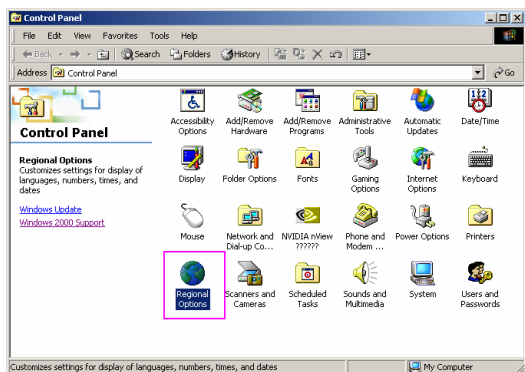 Control Panel
File Edit View Favorites Tools Help
Back Search Folders History
Address Control Panel Go
Control Panel
Regional Options
Customizes settings for display of
languages, numbers, times, and
dates
Windows Update
Windows 2000 Support
Accessibility
Options
Add/Remove
Hardware
Add/Remove
Programs
Administrative
Tools
Automatic
Updates
Date/Time
Display
Folder Options
Fonts
Gaming
Options
Internet
Options
Keyboard
Mouse
Network and
Dial-up Co...
NVIDIA nView
??????
Phone and
Modem ...
Power Options
Printers
Regional
Options
Scanners and
Cameras
Scheduled
Tasks
Sounds and
Multimedia
System
Users and
Passwords
Customizes settings for display of languages, numbers, times, and dates
My Computer